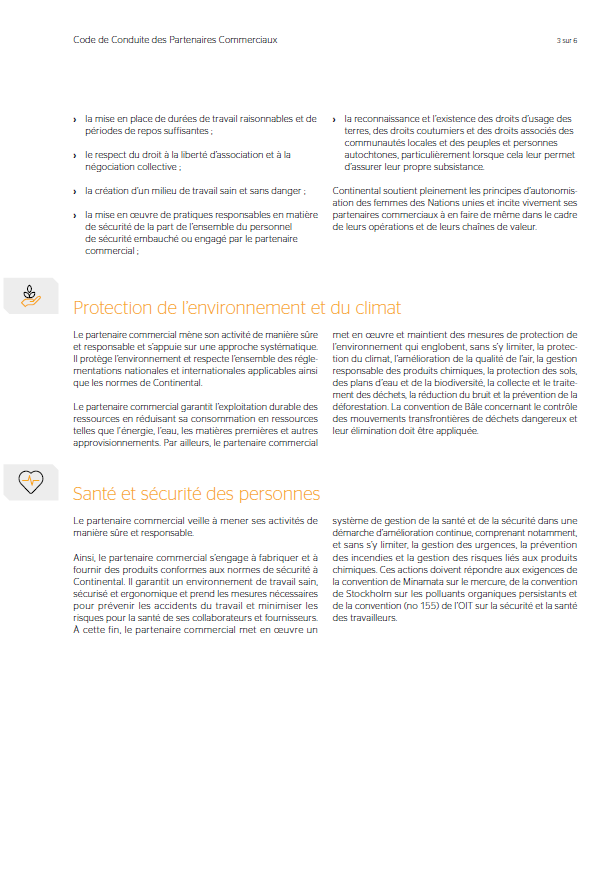 Code de Conduite des Partenaires Commerciaux
3 sur 6
› la mise en place de durées de travail raisonnables et de
périodes de repos suffisantes ;
› le respect du droit à la liberté d'association et à la
négociation collective ;
› la création d'un milieu de travail sain et sans danger ;
› la mise en œuvre de pratiques responsables en matière
de sécurité de la part de l'ensemble du personnel
de sécurité embauché ou engagé par le partenaire
commercial ;
› la reconnaissance et l'existence des droits d'usage des
terres, des droits coutumiers et des droits associés des
communautés locales et des peuples et personnes
autochtones, particulièrement lorsque cela leur permet
d'assurer leur propre subsistance.
Continental soutient pleinement les principes d'autonomis-
ation des femmes des Nations unies et incite vivement ses
partenaires commerciaux à en faire de même dans le cadre
de leurs opérations et de leurs chaînes de valeur.
Protection de l'environnement et du climat
Le partenaire commercial mène son activité de manière sûre
et responsable et s'appuie sur une approche systématique.
Il protège l'environnement et respecte l'ensemble des régle-
mentations nationales et internationales applicables ainsi
que les normes de Continental.
Le partenaire commercial garantit l'exploitation durable des
ressources en réduisant sa consommation en ressources
telles que l'énergie, l'eau, les matières premières et autres
approvisionnements. Par ailleurs, le partenaire commercial
met en œuvre et maintient des mesures de protection de
l'environnement qui englobent, sans s'y limiter, la protec-
tion du climat, l'amélioration de la qualité de l'air, la gestion
responsable des produits chimiques, la protection des sols,
des plans d'eau et de la biodiversité, la collecte et le traite-
ment des déchets, la réduction du bruit et la prévention de la
déforestation. La convention de Bâle concernant le contrôle
des mouvements transfrontières de déchets dangereux et
leur élimination doit être appliquée.
Santé et sécurité des personnes
Le partenaire commercial veille à mener ses activités de
manière sûre et responsable.
Ainsi, le partenaire commercial s'engage à fabriquer et à
fournir des produits conformes aux normes de sécurité à
Continental. Il garantit un environnement de travail sain,
sécurisé et ergonomique et prend les mesures nécessaires
pour prévenir les accidents du travail et minimiser les
risques pour la santé de ses collaborateurs et fournisseurs.
À cette fin, le partenaire commercial met en œuvre un
système de gestion de la santé et de la sécurité dans une
démarche d'amélioration continue, comprenant notamment,
et sans s'y limiter, la gestion des urgences, la prévention
des incendies et la gestion des risques liés aux produits
chimiques. Ces actions doivent répondre aux exigences de
la convention de Minamata sur le mercure, de la convention
de Stockholm sur les polluants organiques persistants et
de la convention (no 155) de l'OIT sur la sécurité et la santé
des travailleurs.